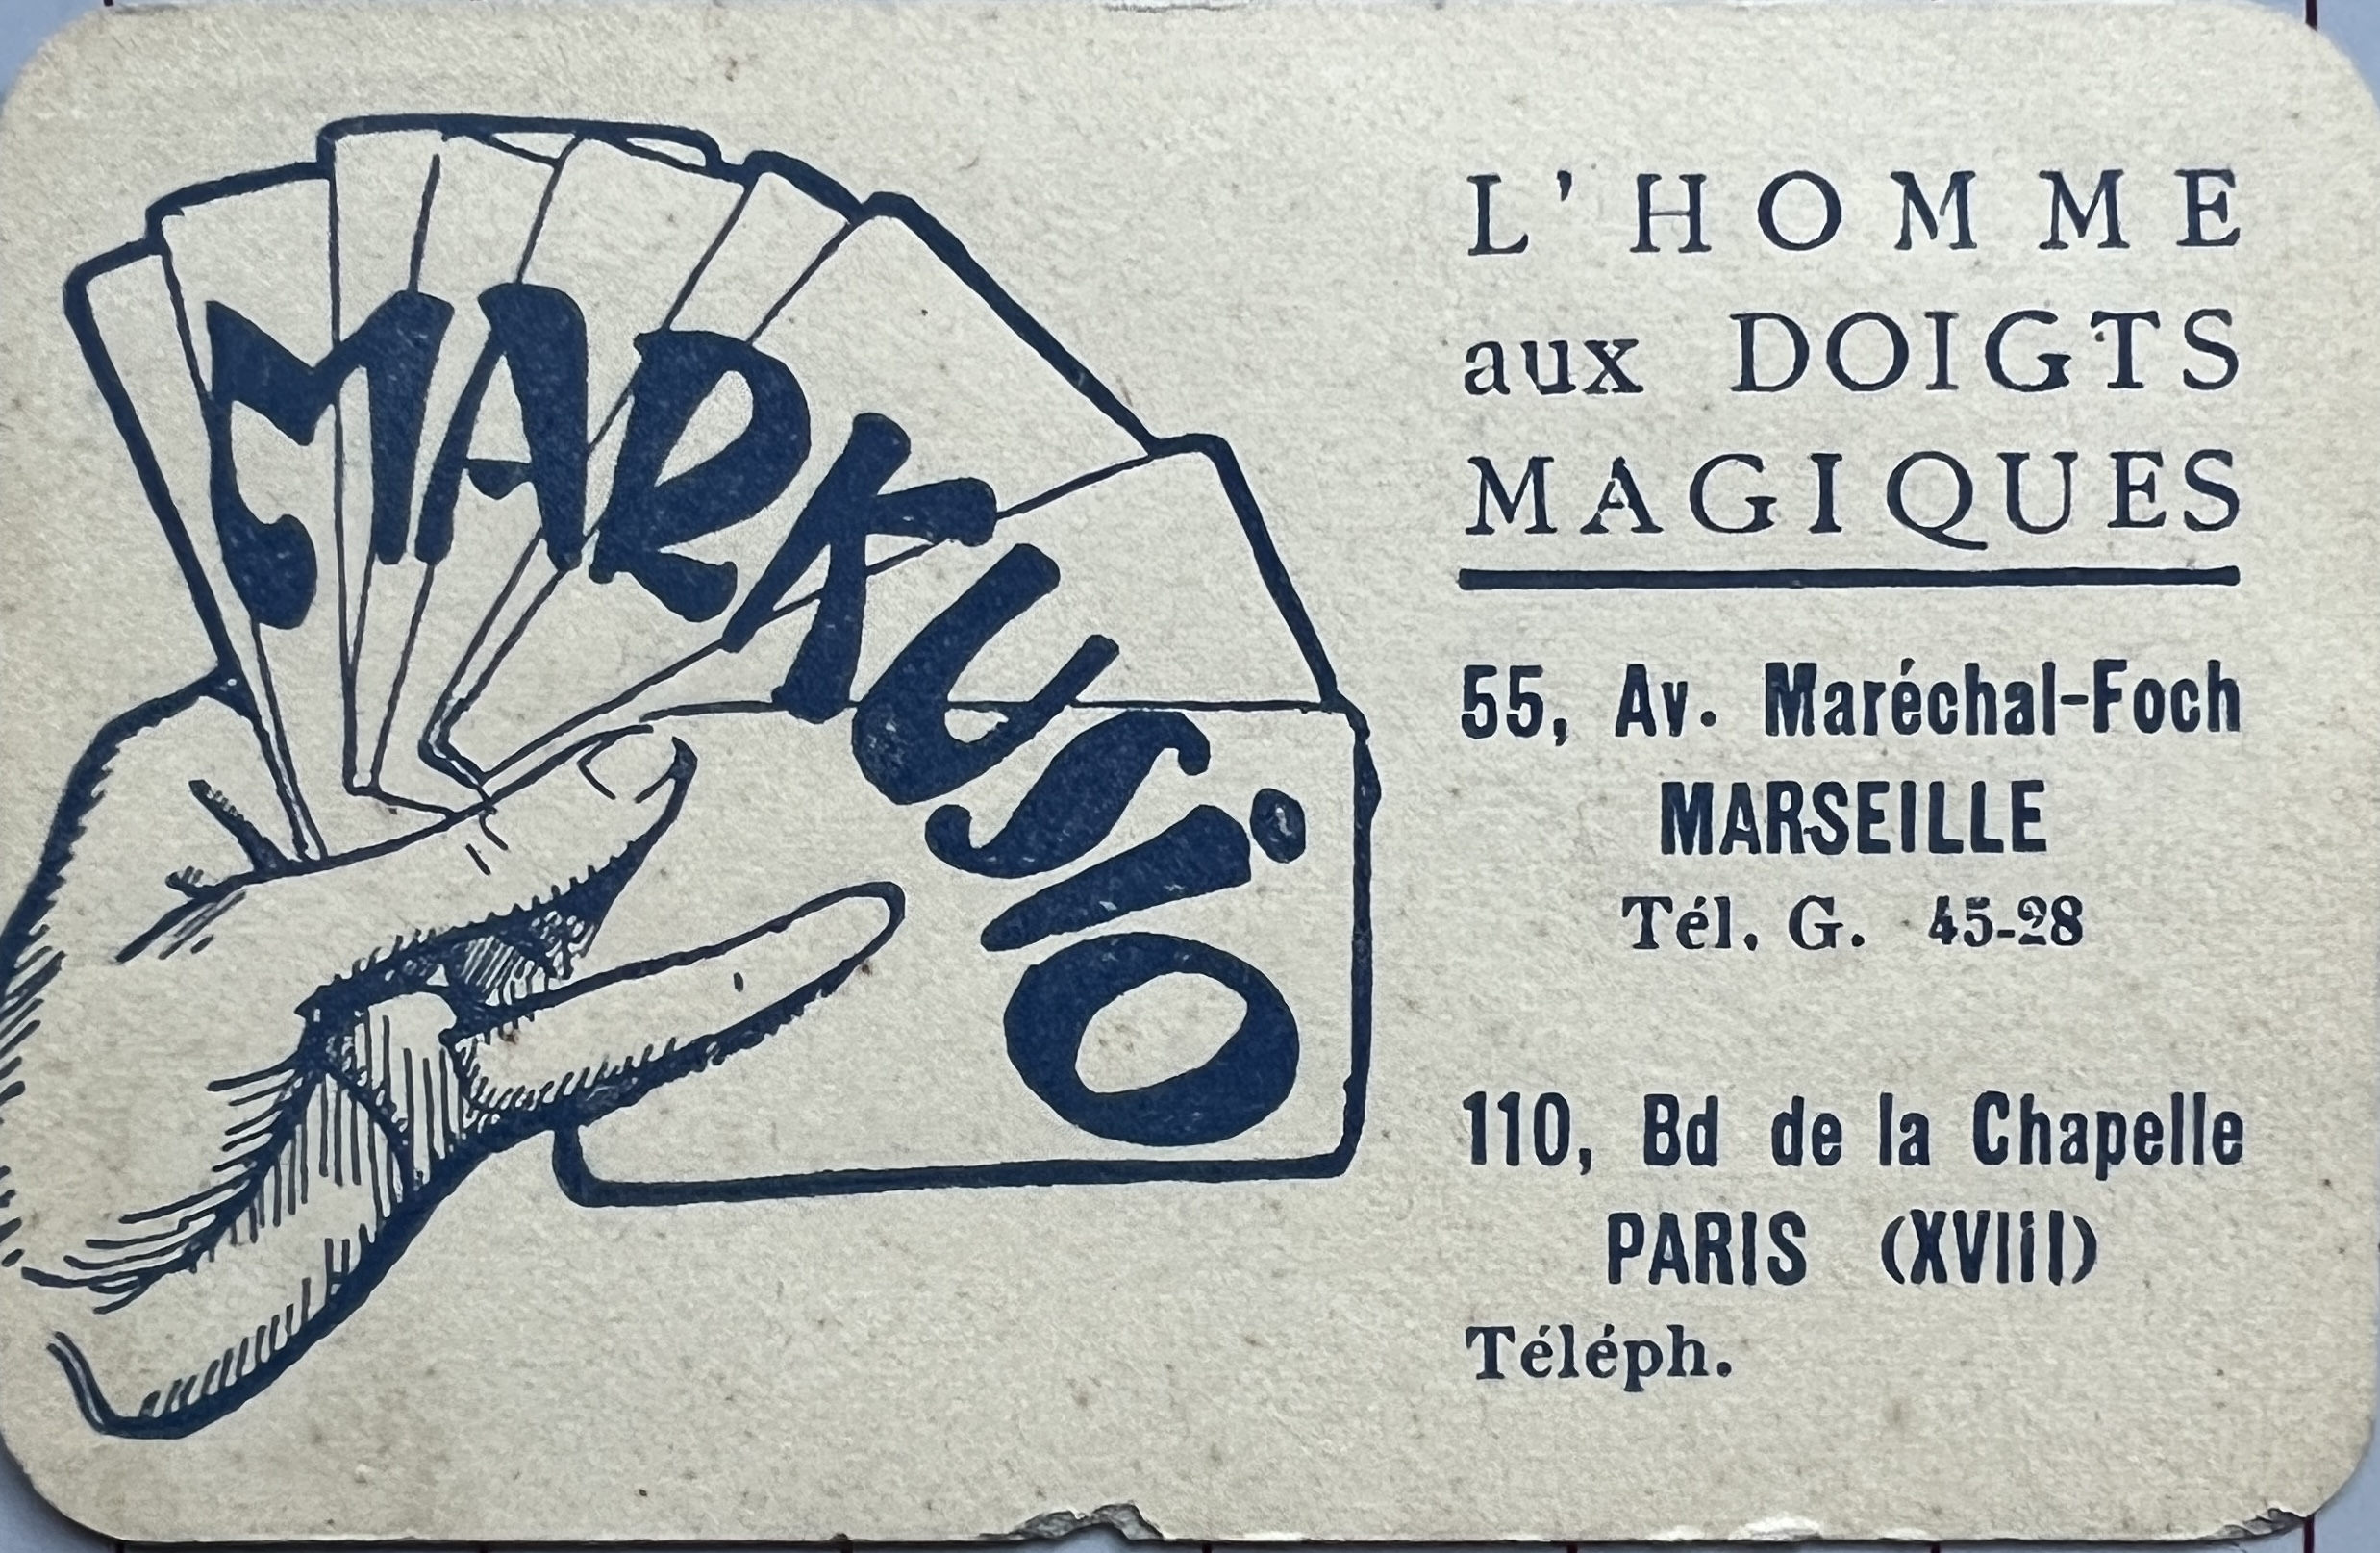 MARKUSiO
L'HOMME
aux DOIGTS
MAGIQUES
55, Av. Maréchal-Foch
MARSEILLE
Tél. G. 45-28
110, Bd de la Chapelle
PARIS (XVIII)
Téléph.